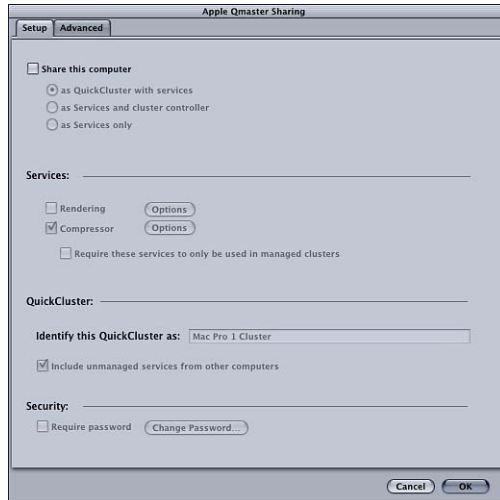 Apple Qmaster Sharing
Setup Advanced
Share this computer
as QuickCluster with services
as Services and cluster controller
as Services only
Services:
Rendering Options
Compressor Options
Require these services to only be used in managed clusters
QuickCluster:
Identify this QuickCluster as: Mac Pro 1 Cluster
Include unmanaged services from other computers
Security:
Require password Change Password...
Cancel OK